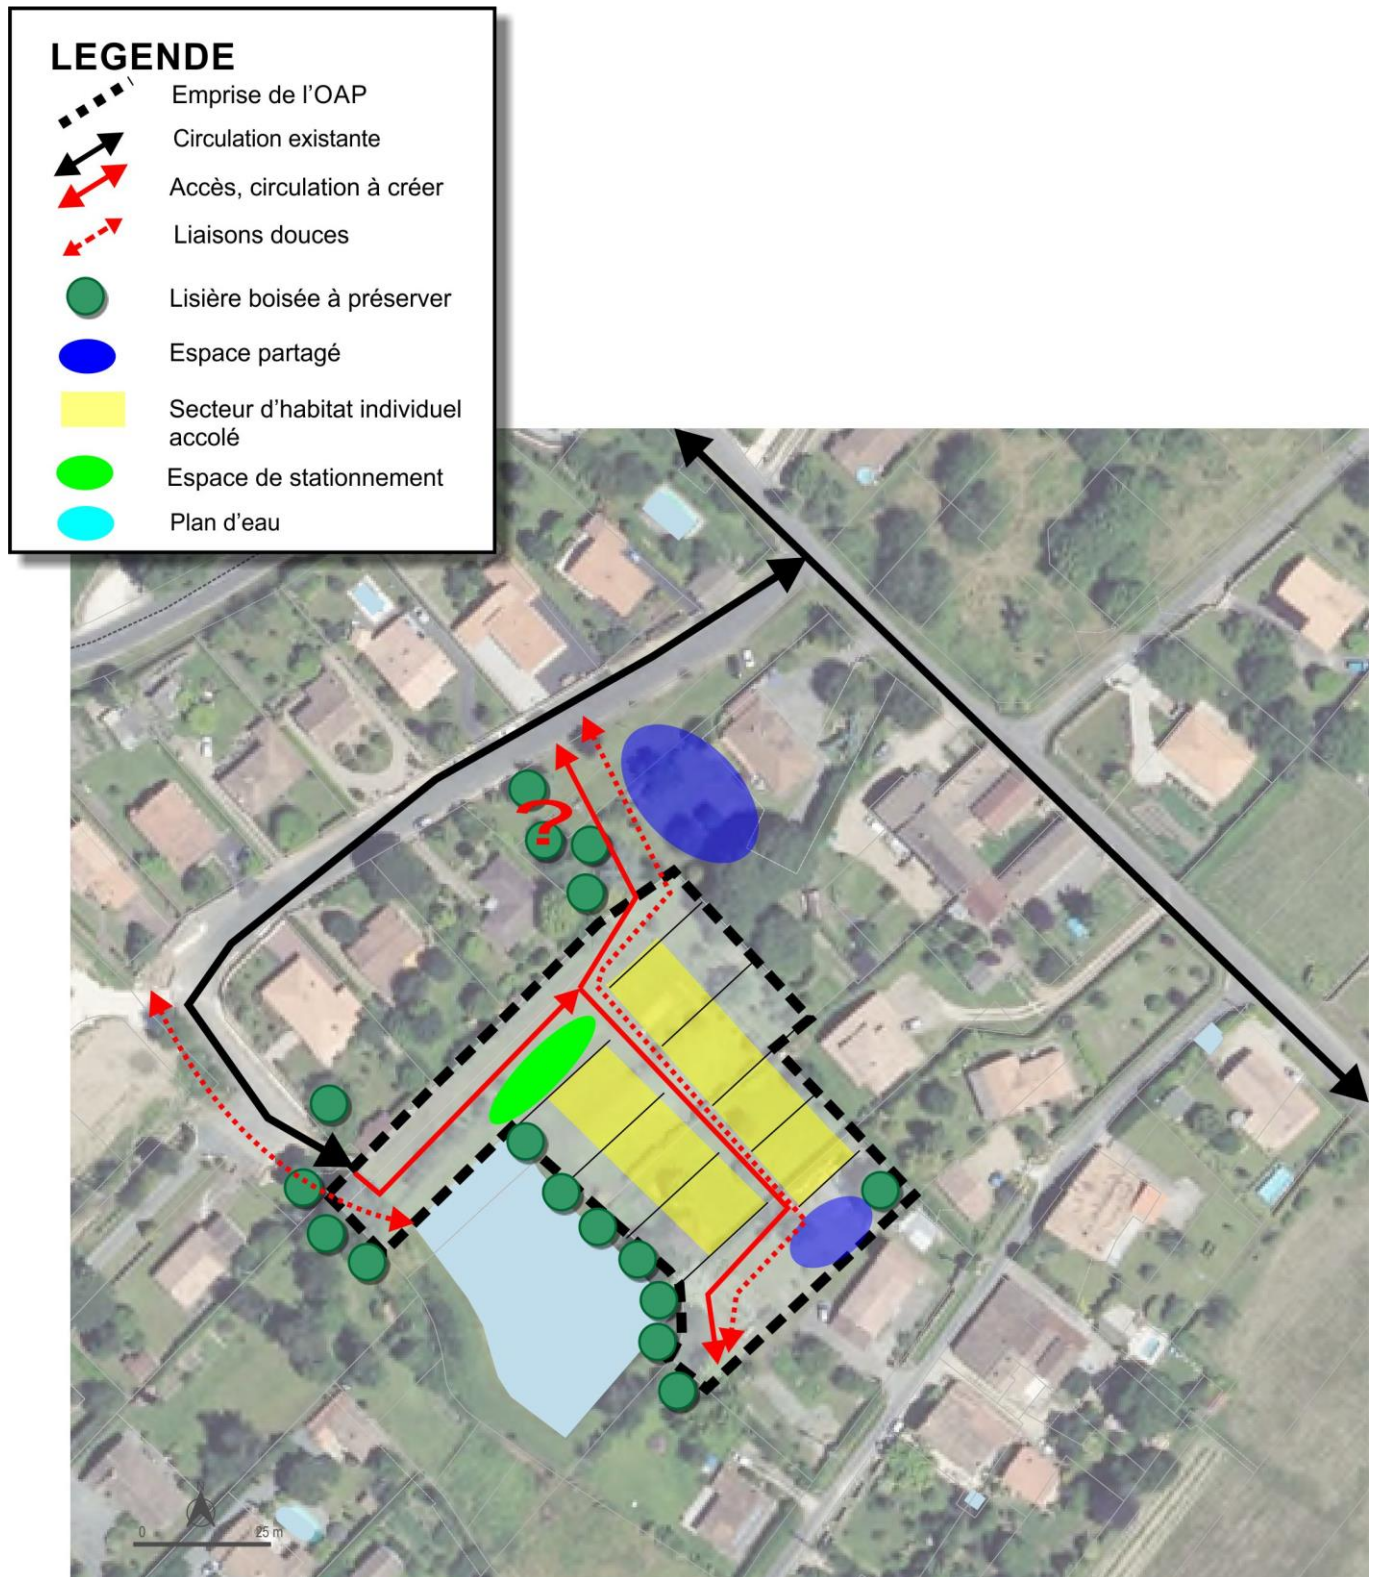 LEGENDE
Emprise de l'OAP
Circulation existante
Accès, circulation à créer
Liaisons douces
Lisière boisée à préserver
Espace partagé
Secteur d'habitat individuel
accolé
Espace de stationnement
Plan d'eau
?
0 25 m